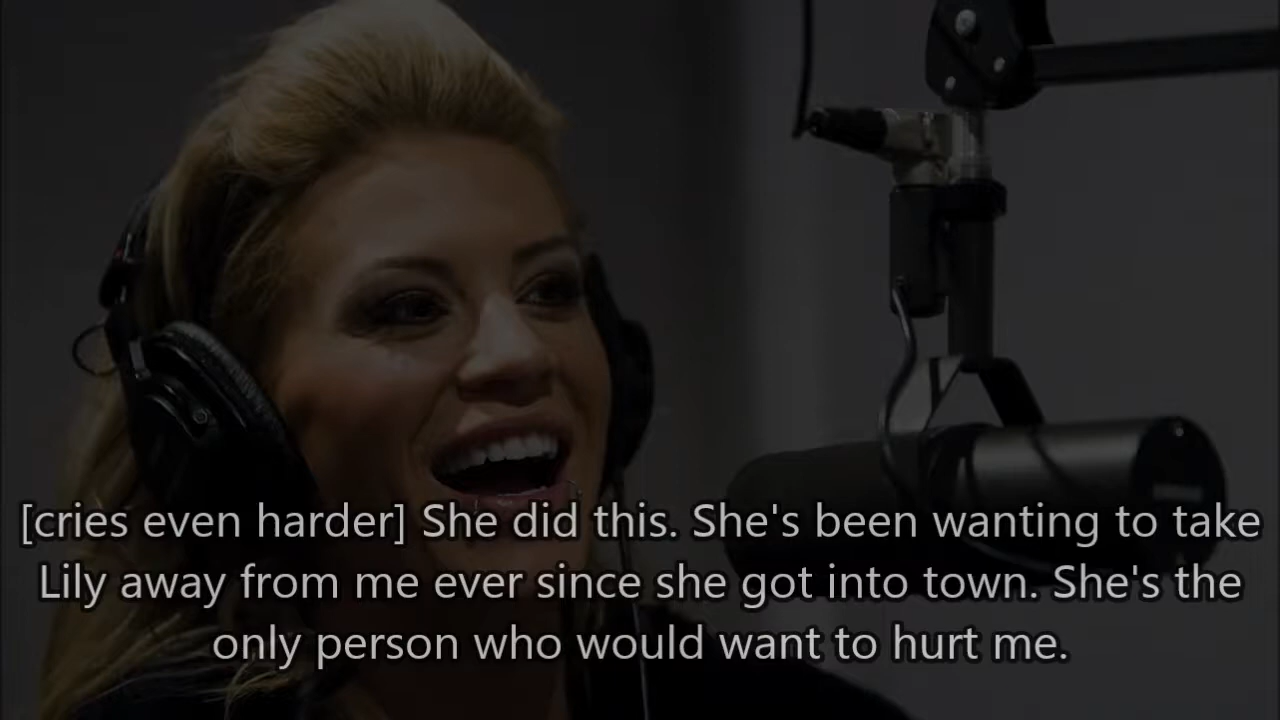 [cries even harder] She did this. She's been wanting to take
Lily away from me ever since she got into town. She's the
only person who would want to hurt me.